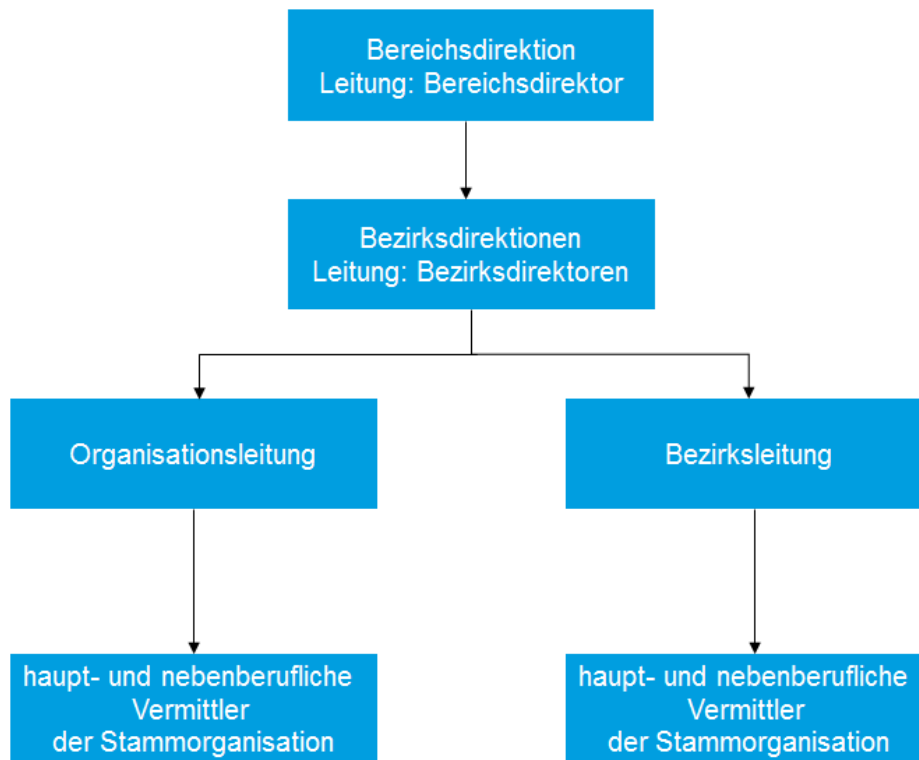 Bereichsdirektion
Leitung: Bereichsdirektor
Bezirksdirektionen
Leitung: Bezirksdirektoren
Organisationsleitung
Bezirksleitung
haupt- und nebenberufliche
Vermittler
der Stammorganisation
haupt- und nebenberufliche
Vermittler
der Stammorganisation